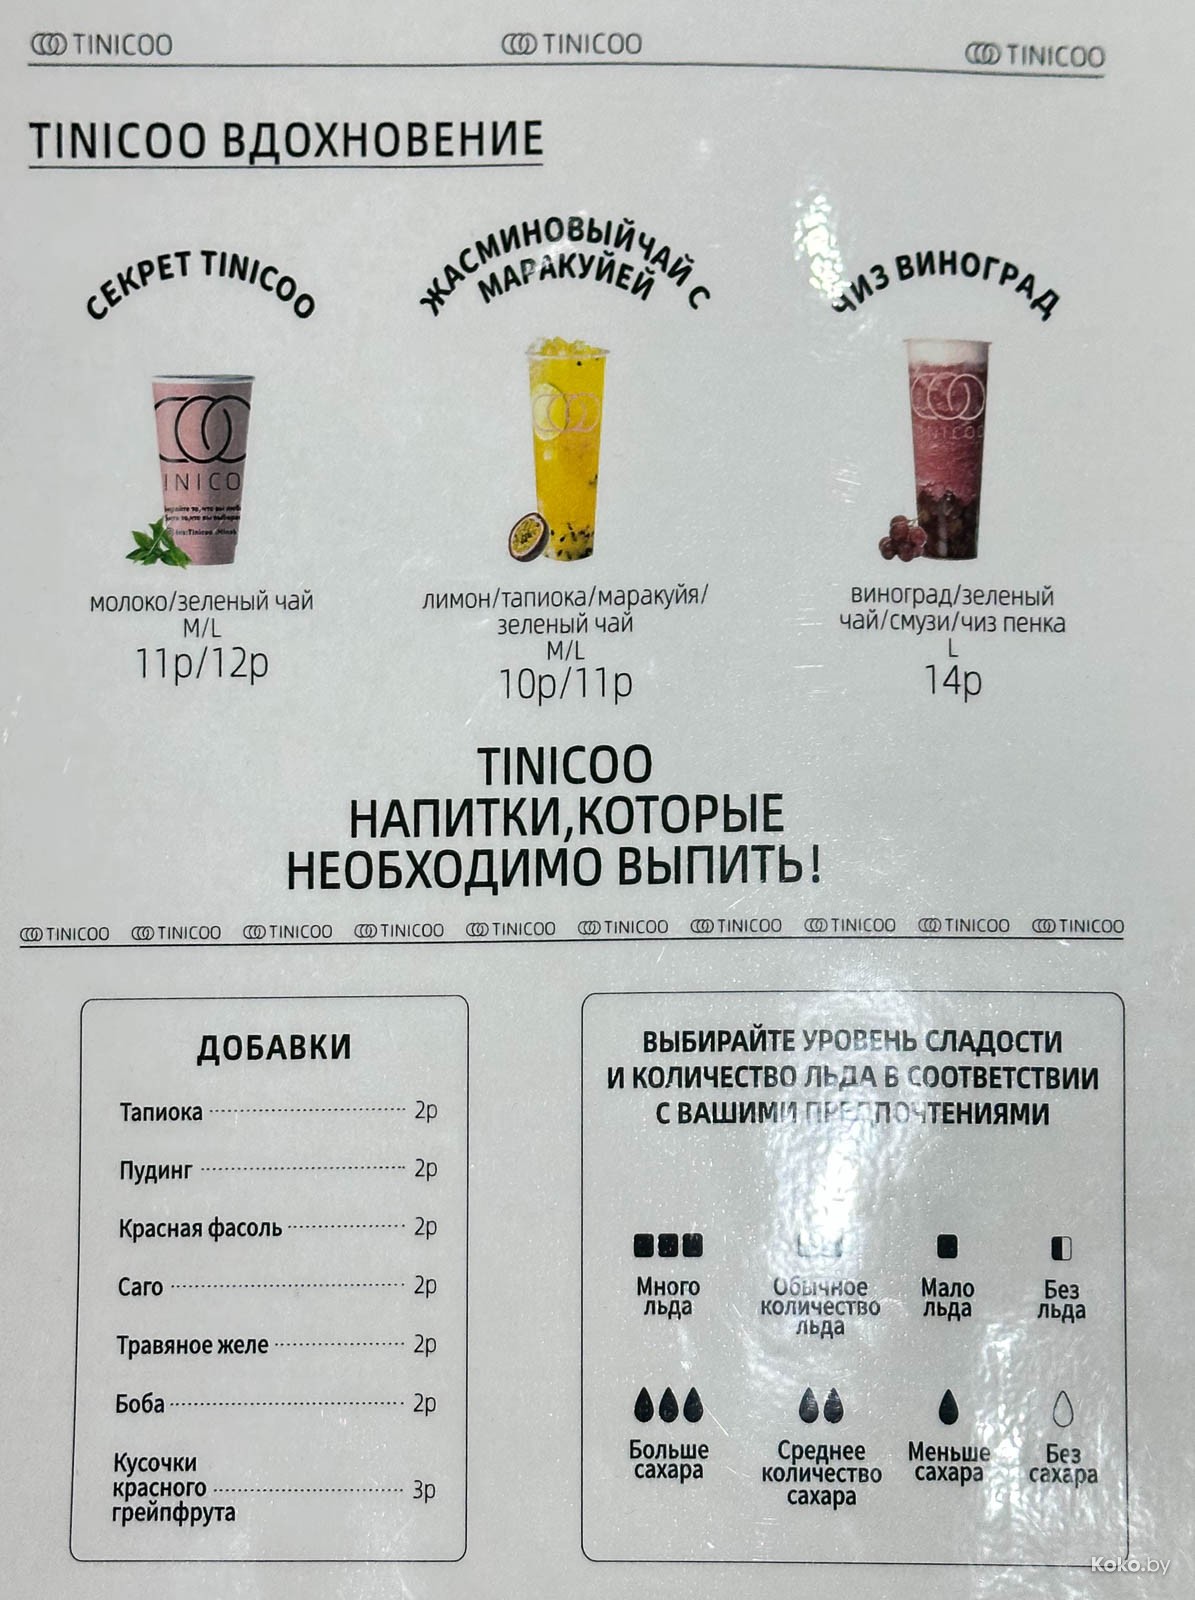 TINICOO TINICOO TINICOO
TINICOO ВДОХНОВЕНИЕ
СЕКРЕТ TINICOO
ЖАСМИНОВЫЙЧАЙ С
МАРАКУЙЕЙ
ЧИЗ ВИНОГРАД
INICO
TINICOO
молоко/зеленый чай
M/L
11р/12р
лимон/тапиока/маракуйя/
зеленый чай
M/L
10р/11р
виноград/зеленый
чай/смузи/чиз пенка
L
14р
TINICOO
НАПИТКИ,КОТОРЫЕ
НЕОБХОДИМО ВЫПИТЬ!
TINICOO TINICOO TINICOO TINICOO TINICOO TINICOO TINICOO TINICOO TINICOO TINICOO
ДОБАВКИ
Тапиока 2р
Пудинг 2р
Красная фасоль 2р
Саго 2р
Травяное желе 2р
Боба 2р
Кусочки
красного 3р
грейпфрута
ВЫБИРАЙТЕ УРОВЕНЬ СЛАДОСТИ
И КОЛИЧЕСТВО ЛЬДА В СООТВЕТСТВИИ
С ВАШИМИ ПРЕДПОЧТЕНИЯМИ
Много
льда
Обычное
количество
льда
Мало
льда
Без
льда
Больше
сахара
Среднее
количество
сахара
Меньше
сахара
Без
сахара
Koko.by